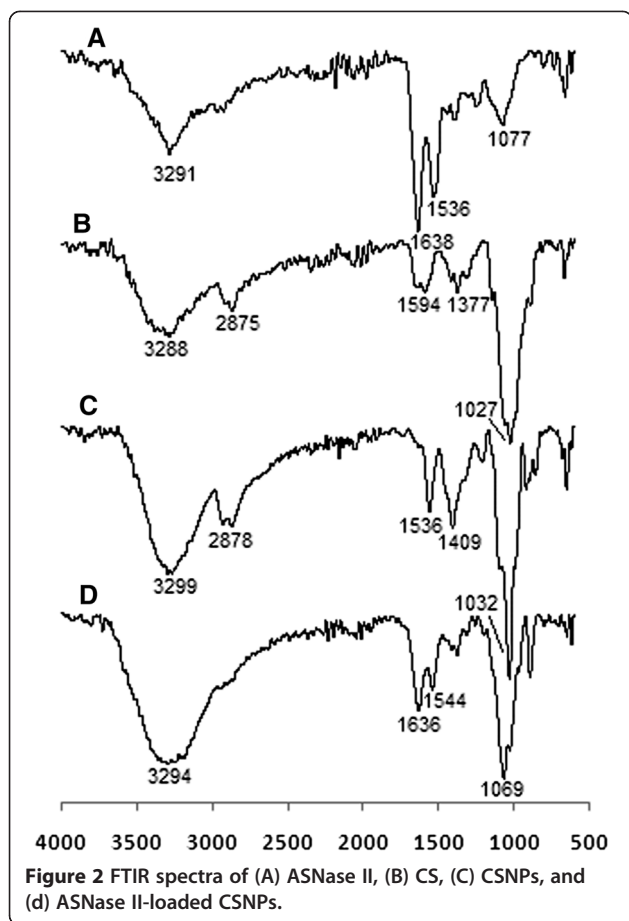 A
3291
1638
1536
1077
B
3288
2875
1594
1377
1027
C
3299
2878
1536
1409
1032
D
3294
1636
1544
1069
4000 3500 3000 2500 2000 1500 1000 500
Figure 2 FTIR spectra of (A) ASNase II, (B) CS, (C) CSNPs, and
(d) ASNase II-loaded CSNPs.